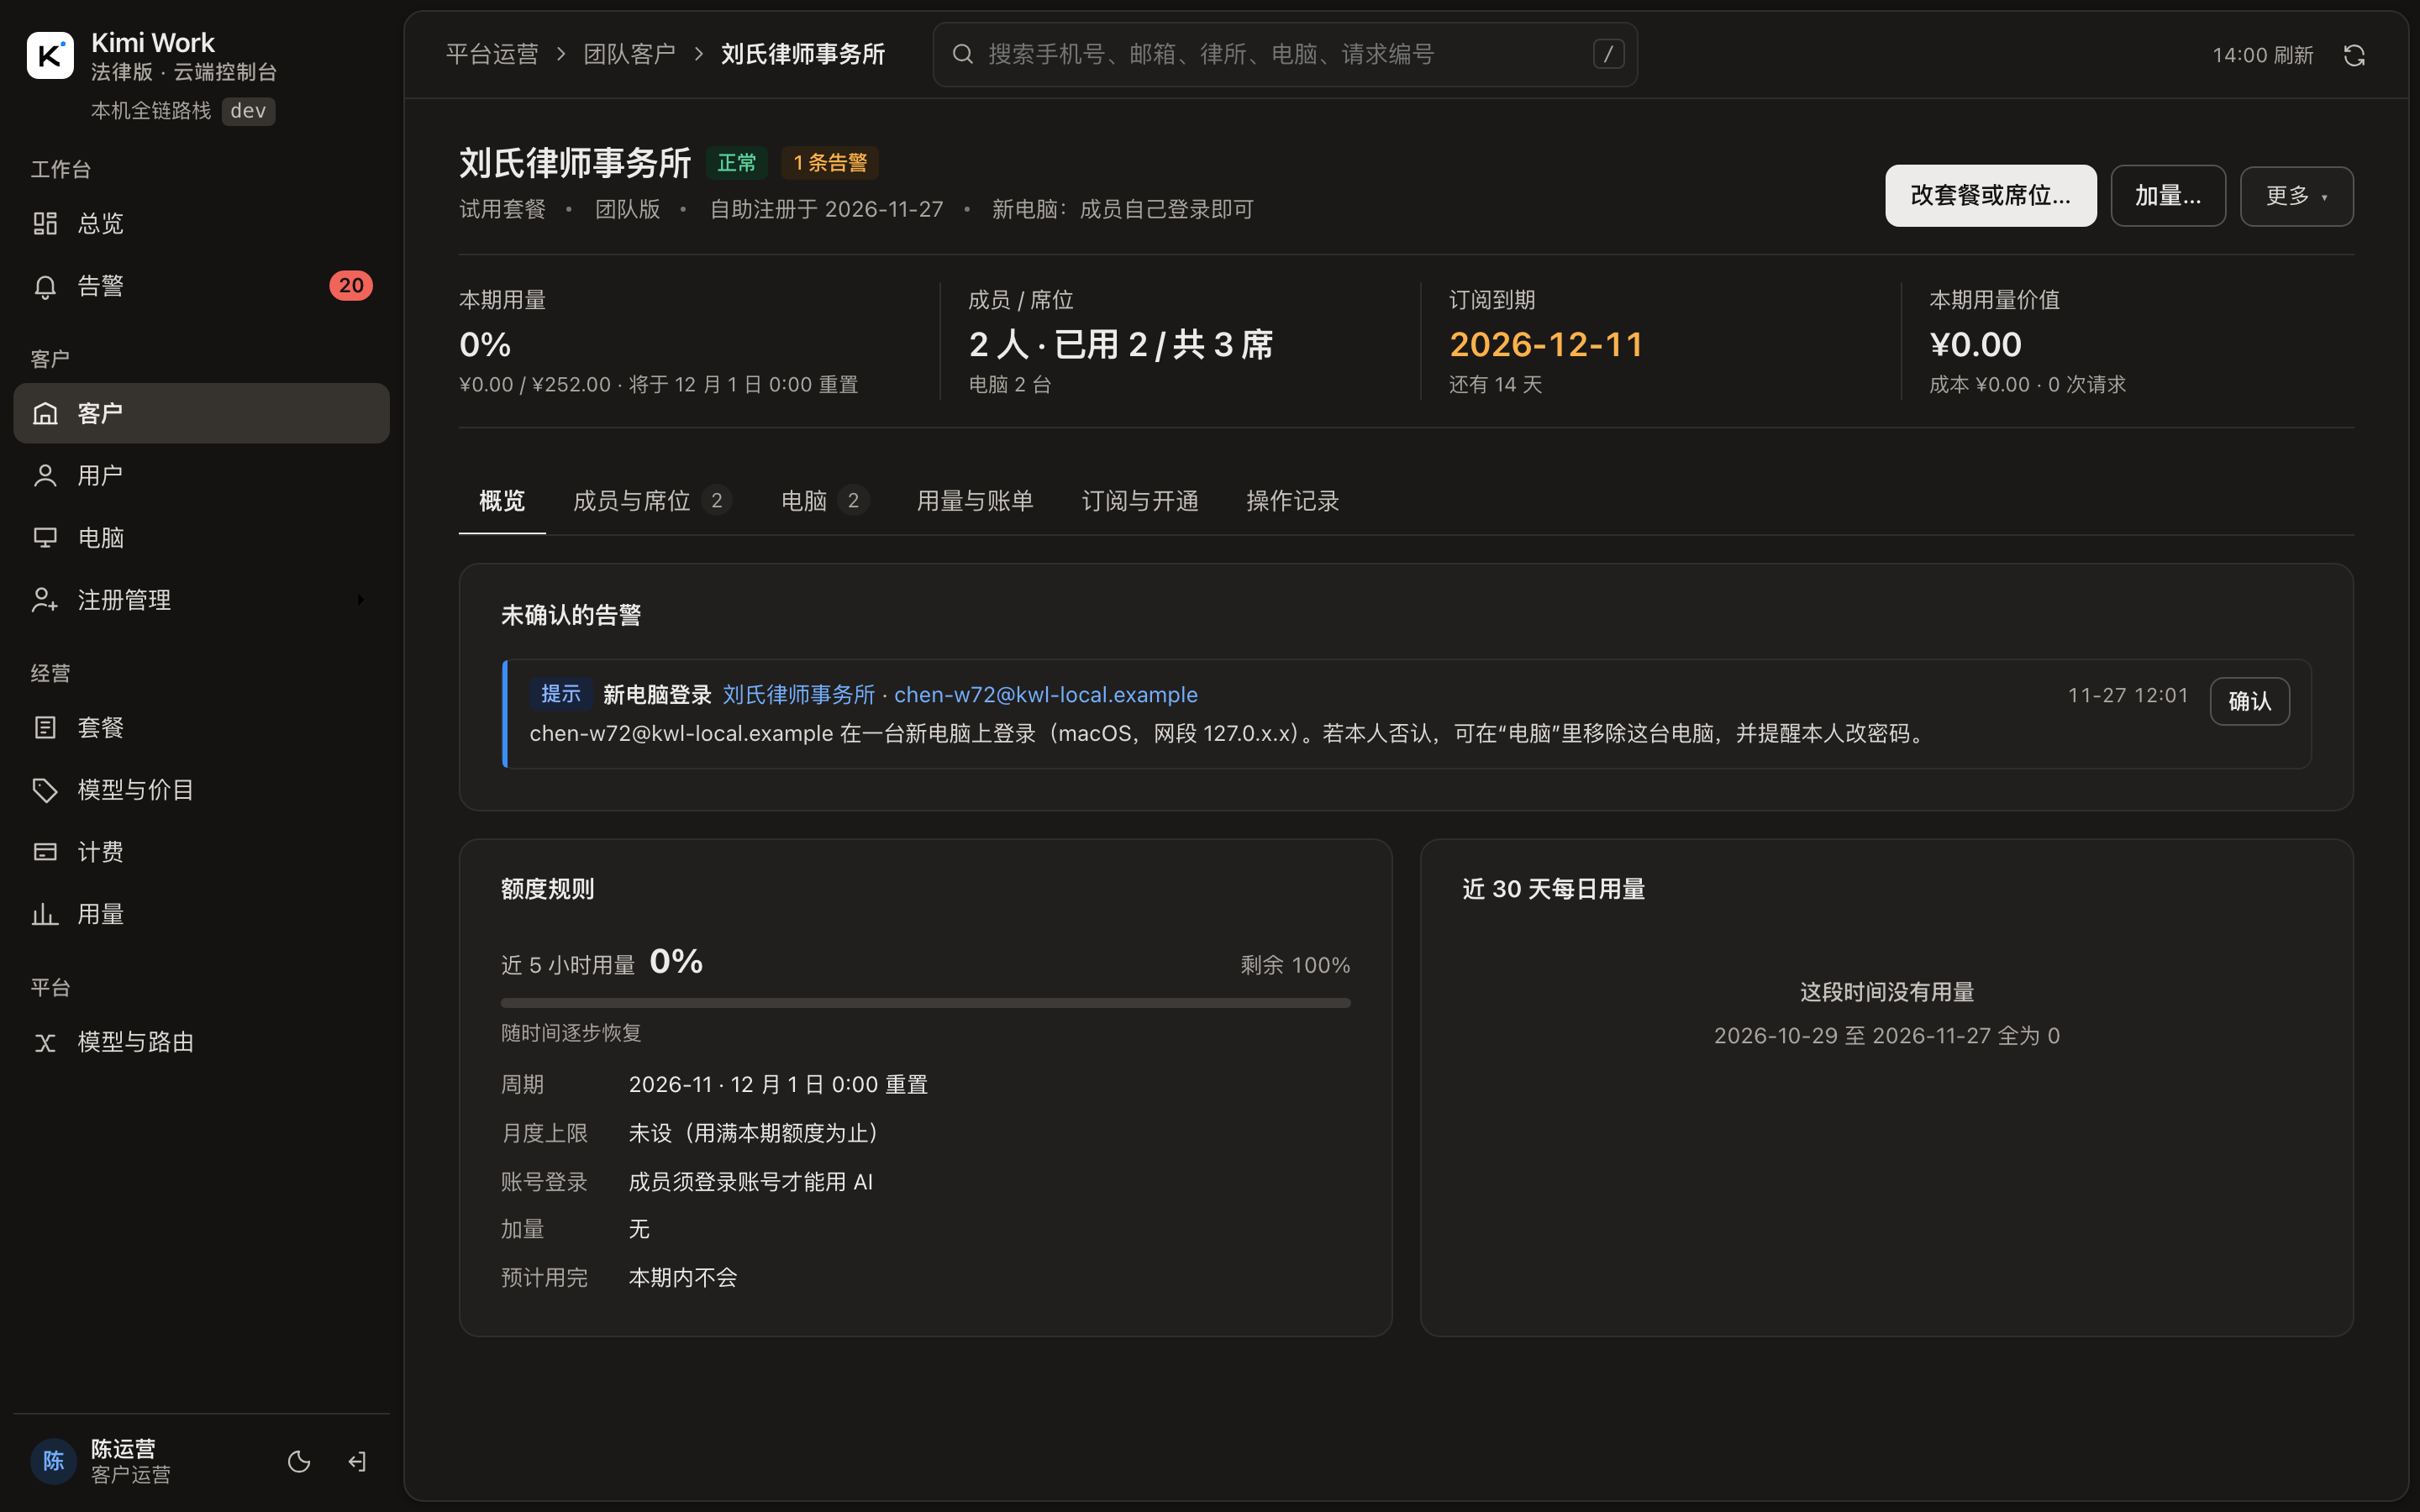 Kimi Work
法律版 · 云端控制台
本机全链路栈 dev
工作台
总览
告警 20
客户
客户
用户
电脑
注册管理
经营
套餐
模型与价目
计费
用量
平台
模型与路由
陈 陈运营
客户运营
平台运营 > 团队客户 > 刘氏律师事务所
搜索手机号、邮箱、律所、电脑、请求编号 /
14:00 刷新
刘氏律师事务所 正常 1 条告警
试用套餐 • 团队版 • 自助注册于 2026-11-27 • 新电脑：成员自己登录即可
改套餐或席位... 加量... 更多
本期用量
0%
¥0.00 / ¥252.00 · 将于 12 月 1 日 0:00 重置
成员 / 席位
2 人 · 已用 2 / 共 3 席
电脑 2 台
订阅到期
2026-12-11
还有 14 天
本期用量价值
¥0.00
成本 ¥0.00 · 0 次请求
概览 成员与席位 2 电脑 2 用量与账单 订阅与开通 操作记录
未确认的告警
提示 新电脑登录 刘氏律师事务所 · chen-w72@kwl-local.example 11-27 12:01 确认
chen-w72@kwl-local.example 在一台新电脑上登录（macOS，网段 127.0.x.x）。若本人否认，可在“电脑”里移除这台电脑，并提醒本人改密码。
额度规则
近 5 小时用量 0% 剩余 100%
随时间逐步恢复
周期 2026-11 · 12 月 1 日 0:00 重置
月度上限 未设（用满本期额度为止）
账号登录 成员须登录账号才能用 AI
加量 无
预计用完 本期内不会
近 30 天每日用量
这段时间没有用量
2026-10-29 至 2026-11-27 全为 0